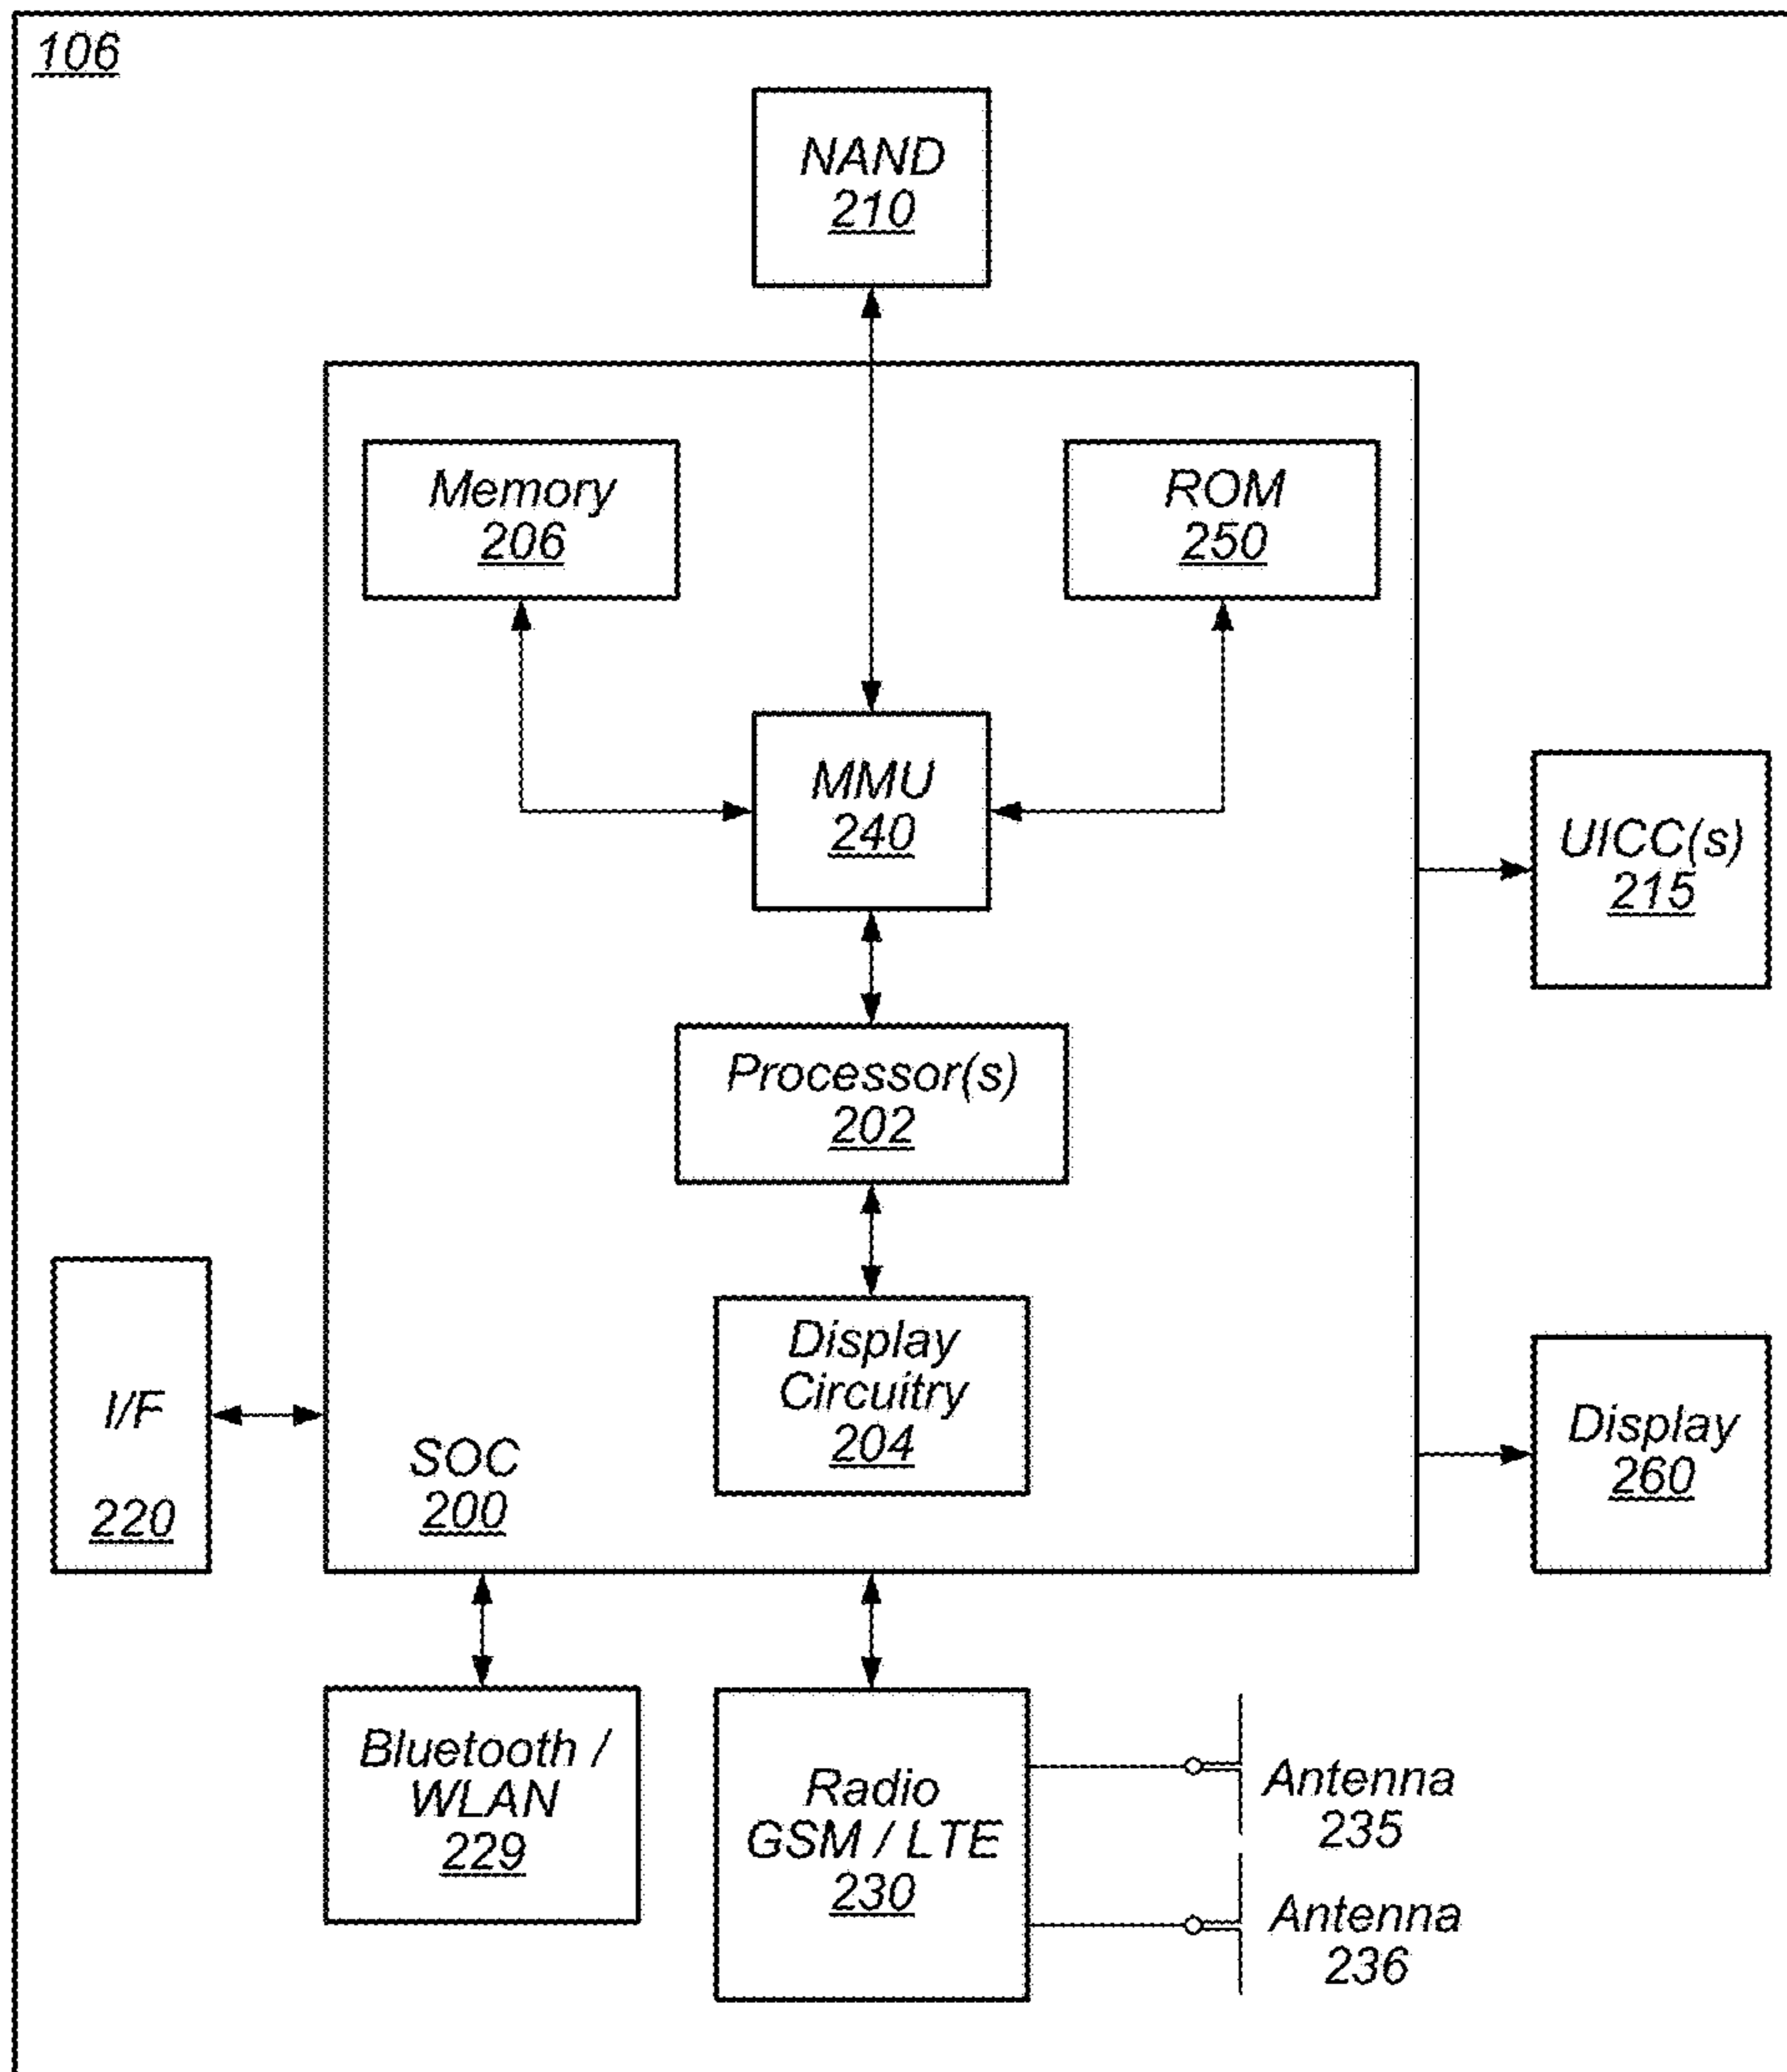 106
NAND
210
Memory
206
ROM
250
MMU
240
UICC(s)
215
Processor(s)
202
Display
Circuitry
204
I/F
220
SOC
200
Display
260
Bluetooth /
WLAN
229
Radio
GSM / LTE
230
Antenna
235
Antenna
236